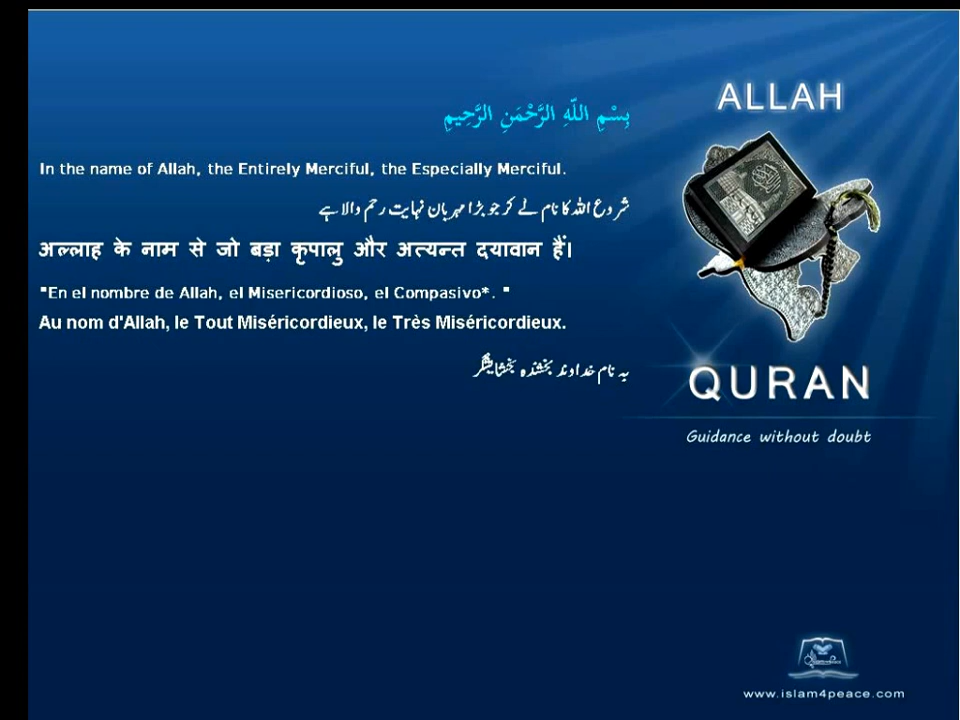 بِسْمِ اللّهِ الرَّحْمَنِ الرَّحِيمِ
In the name of Allah, the Entirely Merciful, the Especially Merciful.
شروع الله کا نام لے کر جو بڑا مہربان نہایت رحم والا ہے
अल्लाह के नाम से जो बड़ा कृपालु और अत्यन्त दयावान हैं।
"En el nombre de Allah, el Misericordioso, el Compasivo*. "
Au nom d'Allah, le Tout Miséricordieux, le Très Miséricordieux.
به نام خداوند بخشنده بخشایشگر
ALLAH
QURAN
Guidance without doubt
www.islam4peace.com